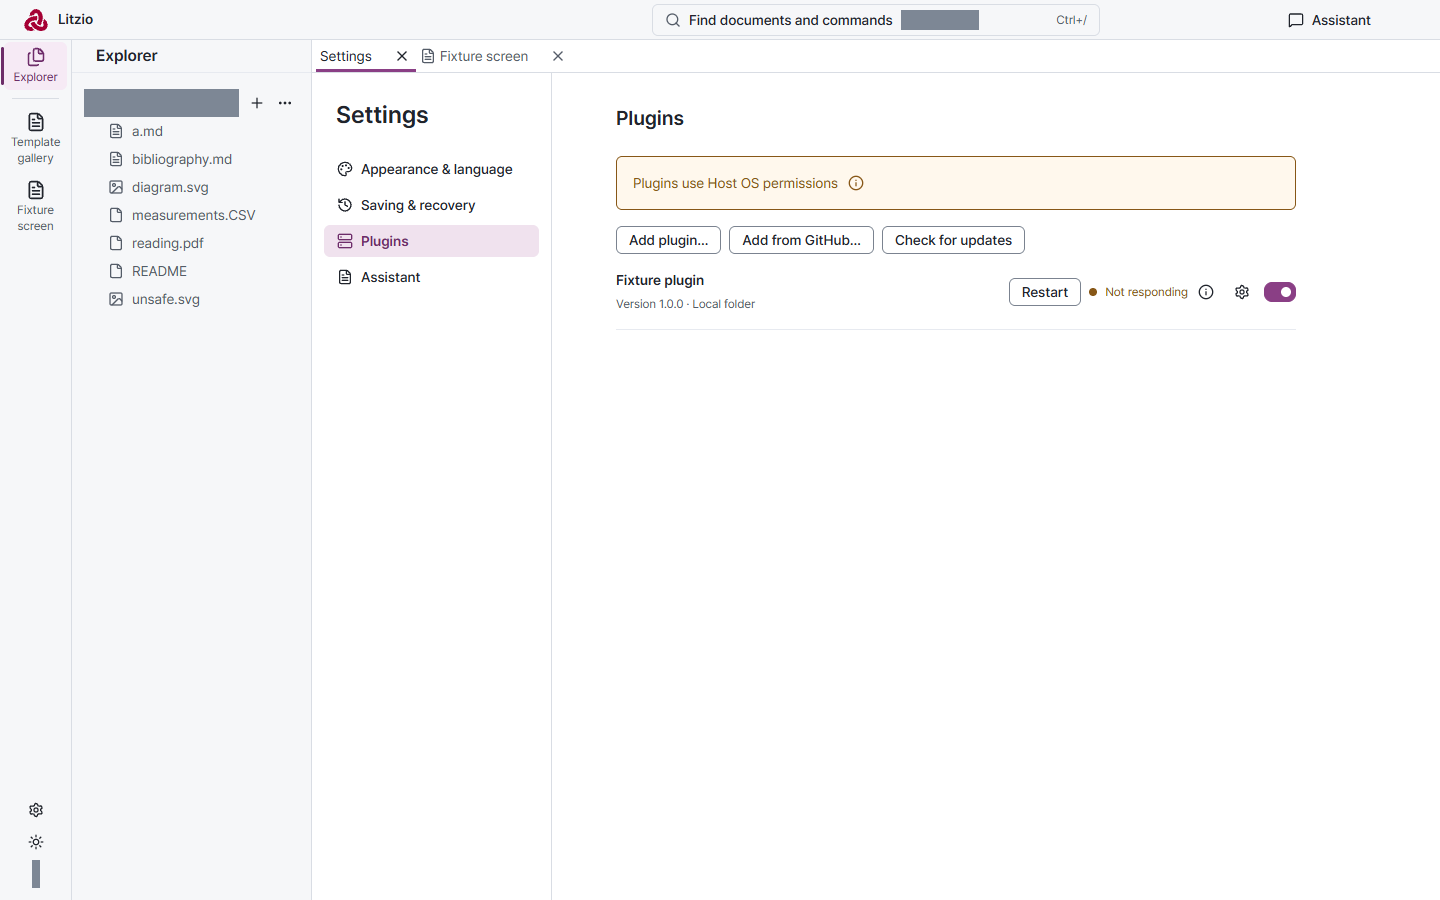 Litzio
Find documents and commands
Ctrl+/
Assistant
Explorer
Template
gallery
Fixture
screen
Explorer
a.md
bibliography.md
diagram.svg
measurements.CSV
reading.pdf
README
unsafe.svg
Settings
Fixture screen
Settings
Appearance & language
Saving & recovery
Plugins
Assistant
Plugins
Plugins use Host OS permissions
Add plugin...
Add from GitHub...
Check for updates
Fixture plugin
Version 1.0.0 · Local folder
Restart
Not responding